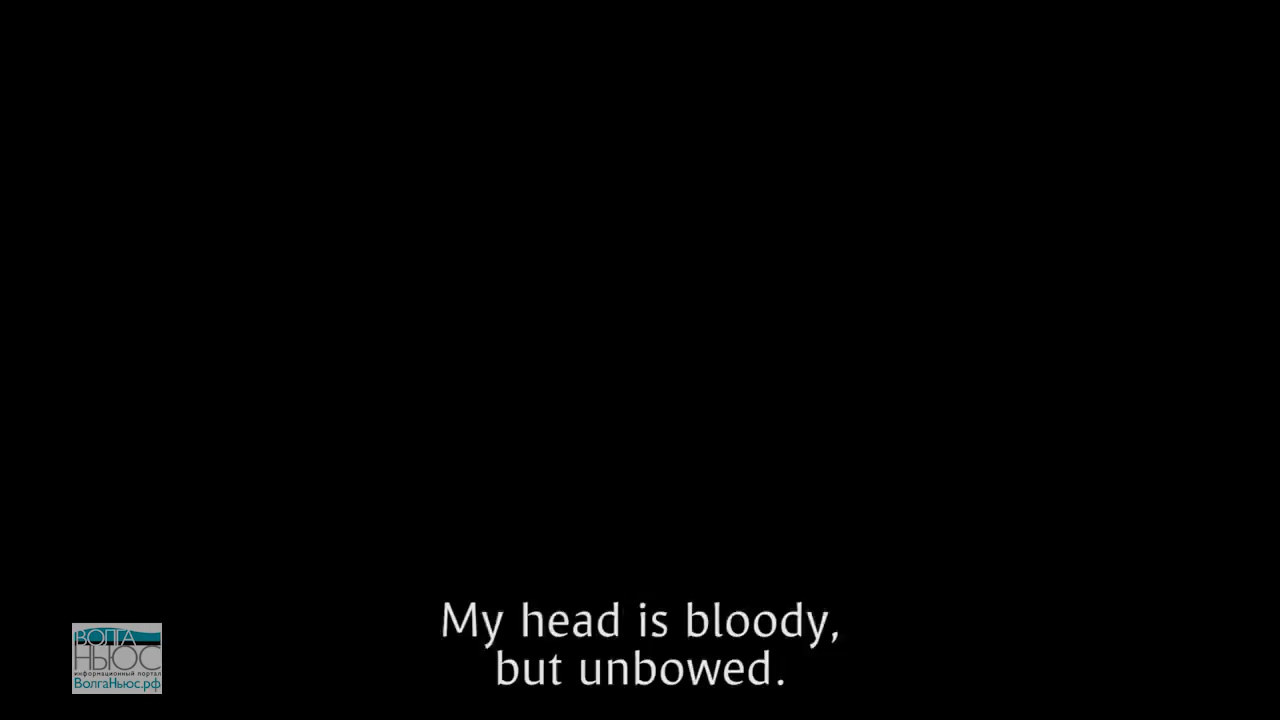 My head is bloody,
but unbowed.
ВОЛГА
НЬЮС
информационный портал
ВолгаНьюс.рф